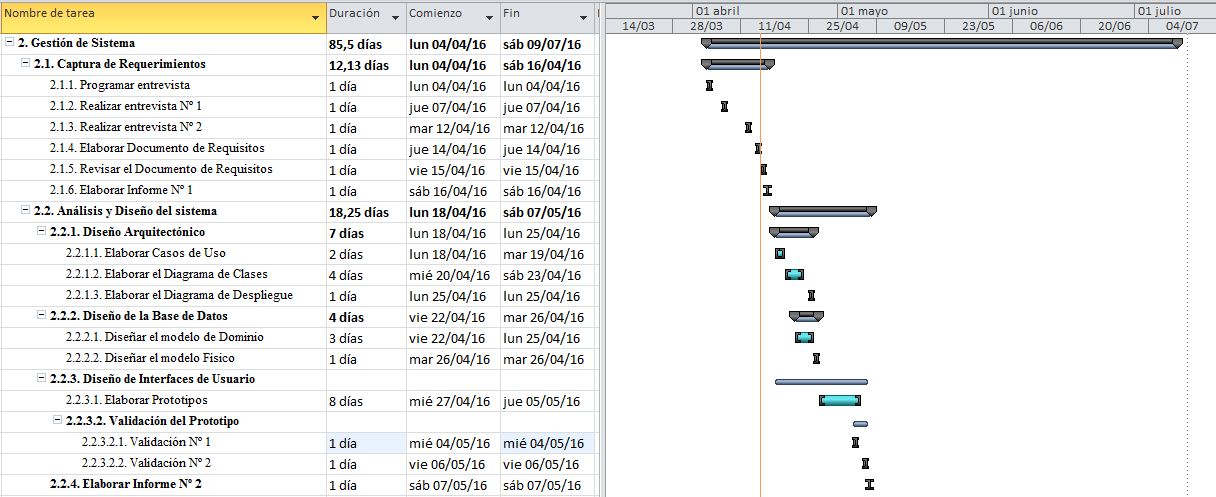 Nombre de tarea Duración Comienzo Fin
01 abril 01 mayo 01 junio 01 julio
14/03 28/03 11/04 25/04 09/05 23/05 06/06 20/06 04/07
2. Gestión de Sistema 85,5 días lun 04/04/16 sáb 09/07/16
2.1. Captura de Requerimientos 12,13 días lun 04/04/16 sáb 16/04/16
2.1.1. Programar entrevista 1 día lun 04/04/16 lun 04/04/16
2.1.2. Realizar entrevista Nº 1 1 día jue 07/04/16 jue 07/04/16
2.1.3. Realizar entrevista Nº 2 1 día mar 12/04/16 mar 12/04/16
2.1.4. Elaborar Documento de Requisitos 1 día jue 14/04/16 jue 14/04/16
2.1.5. Revisar el Documento de Requisitos 1 día vie 15/04/16 vie 15/04/16
2.1.6. Elaborar Informe Nº 1 1 día sáb 16/04/16 sáb 16/04/16
2.2. Análisis y Diseño del sistema 18,25 días lun 18/04/16 sáb 07/05/16
2.2.1. Diseño Arquitectónico 7 días lun 18/04/16 lun 25/04/16
2.2.1.1. Elaborar Casos de Uso 2 días lun 18/04/16 mar 19/04/16
2.2.1.2. Elaborar el Diagrama de Clases 4 días mié 20/04/16 sáb 23/04/16
2.2.1.3. Elaborar el Diagrama de Despliegue 1 día lun 25/04/16 lun 25/04/16
2.2.2. Diseño de la Base de Datos 4 días vie 22/04/16 mar 26/04/16
2.2.2.1. Diseñar el modelo de Dominio 3 días vie 22/04/16 lun 25/04/16
2.2.2.2. Diseñar el modelo Físico 1 día mar 26/04/16 mar 26/04/16
2.2.3. Diseño de Interfaces de Usuario
2.2.3.1. Elaborar Prototipos 8 días mié 27/04/16 jue 05/05/16
2.2.3.2. Validación del Prototipo
2.2.3.2.1. Validación Nº 1 1 día mié 04/05/16 mié 04/05/16
2.2.3.2.2. Validación Nº 2 1 día vie 06/05/16 vie 06/05/16
2.2.4. Elaborar Informe Nº 2 1 día sáb 07/05/16 sáb 07/05/16